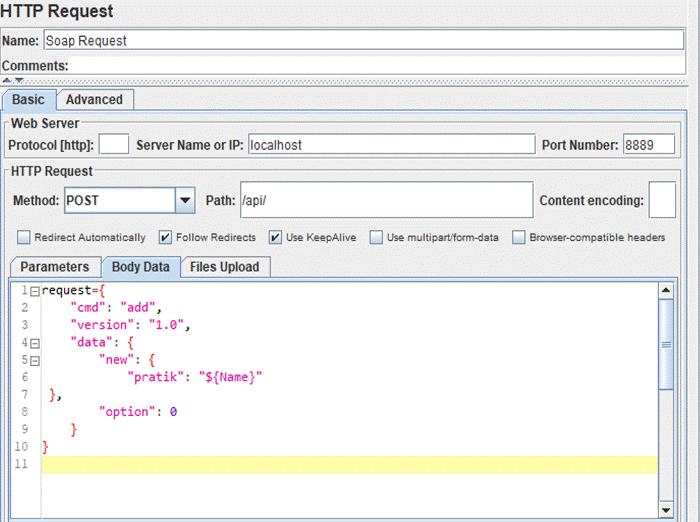 HTTP Request
Name: Soap Request
Comments:
Basic Advanced
Web Server
Protocol [http]: Server Name or IP: localhost Port Number: 8889
HTTP Request
Method: POST Path: /api/ Content encoding:
Redirect Automatically Follow Redirects Use KeepAlive Use multipart/form-data Browser-compatible headers
Parameters Body Data Files Upload
1 request={
2 "cmd": "add",
3 "version": "1.0",
4 "data": {
5 "new": {
6 "pratik": "${Name}"
7 },
8 "option": 0
9 }
10 }
11